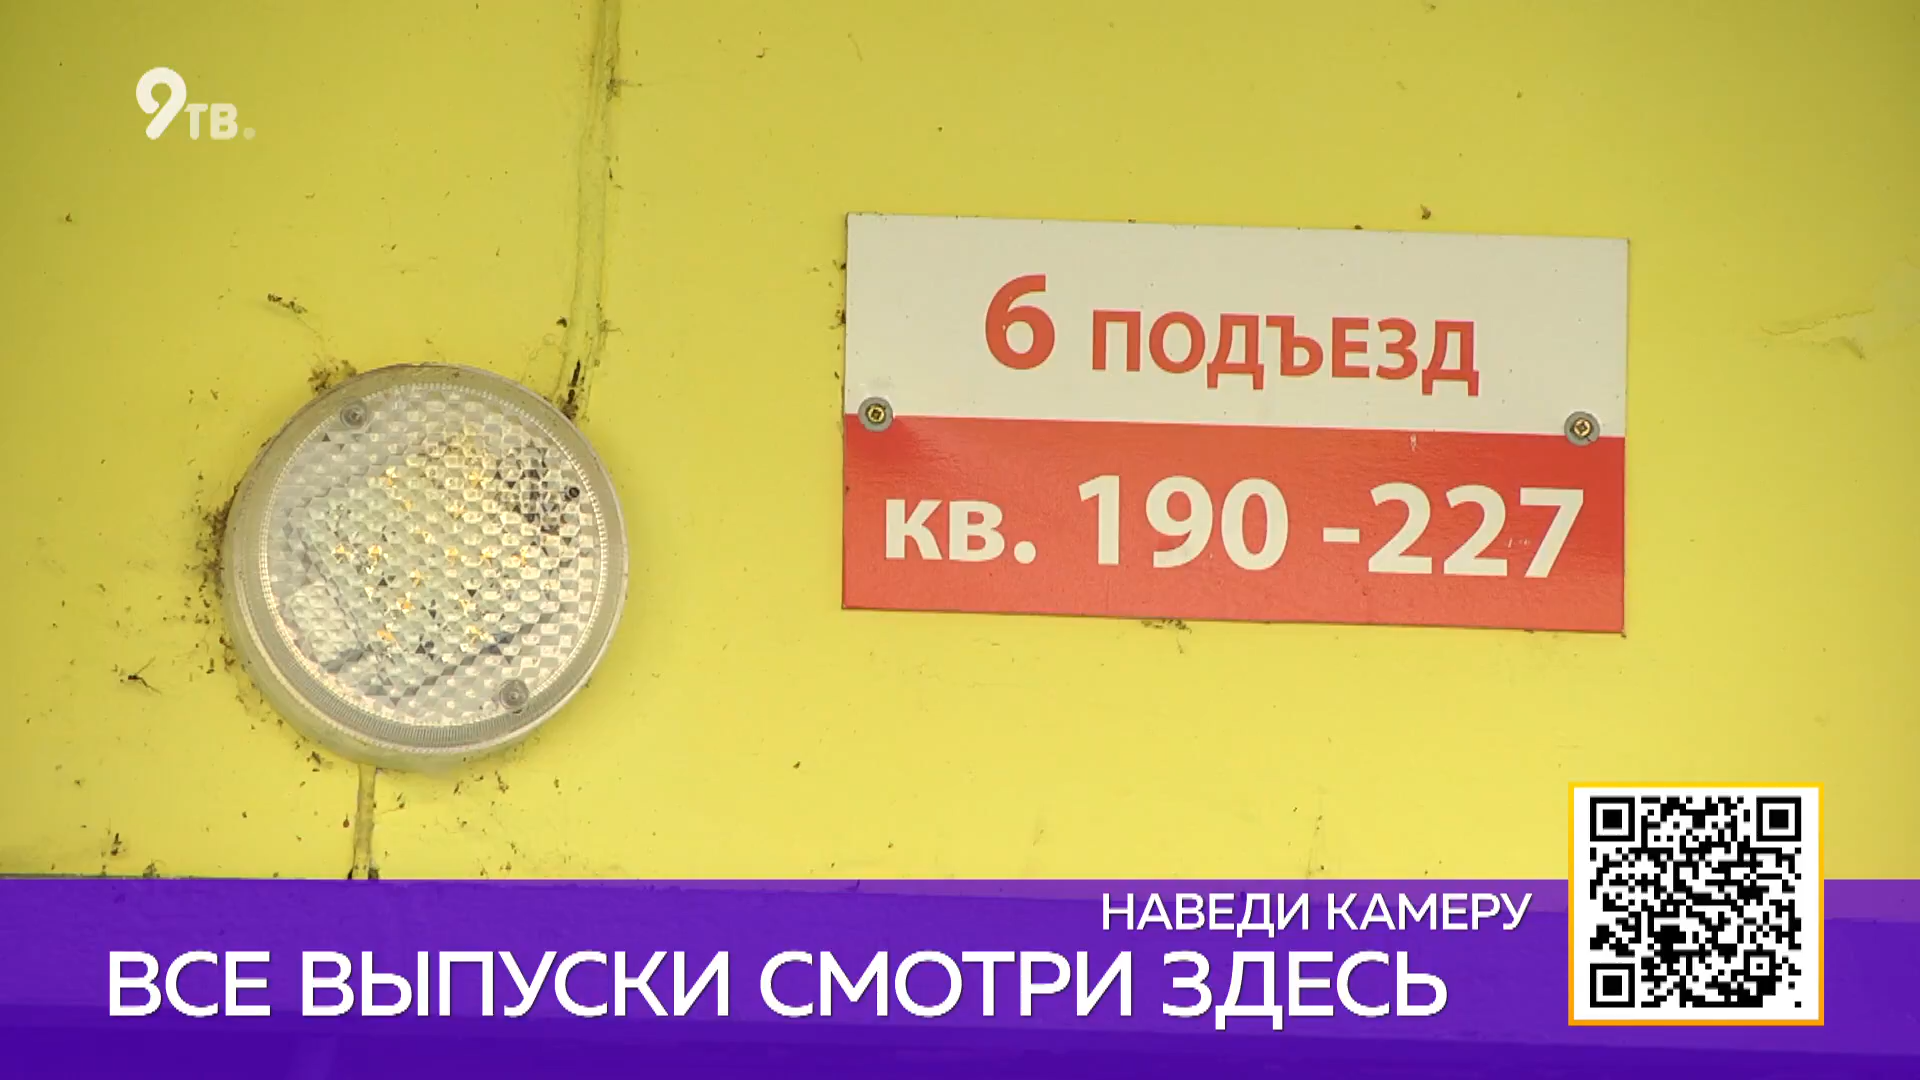 9ТВ.
6 ПОДЪЕЗД
кв. 190 -227
НАВЕДИ КАМЕРУ
ВСЕ ВЫПУСКИ СМОТРИ ЗДЕСЬ